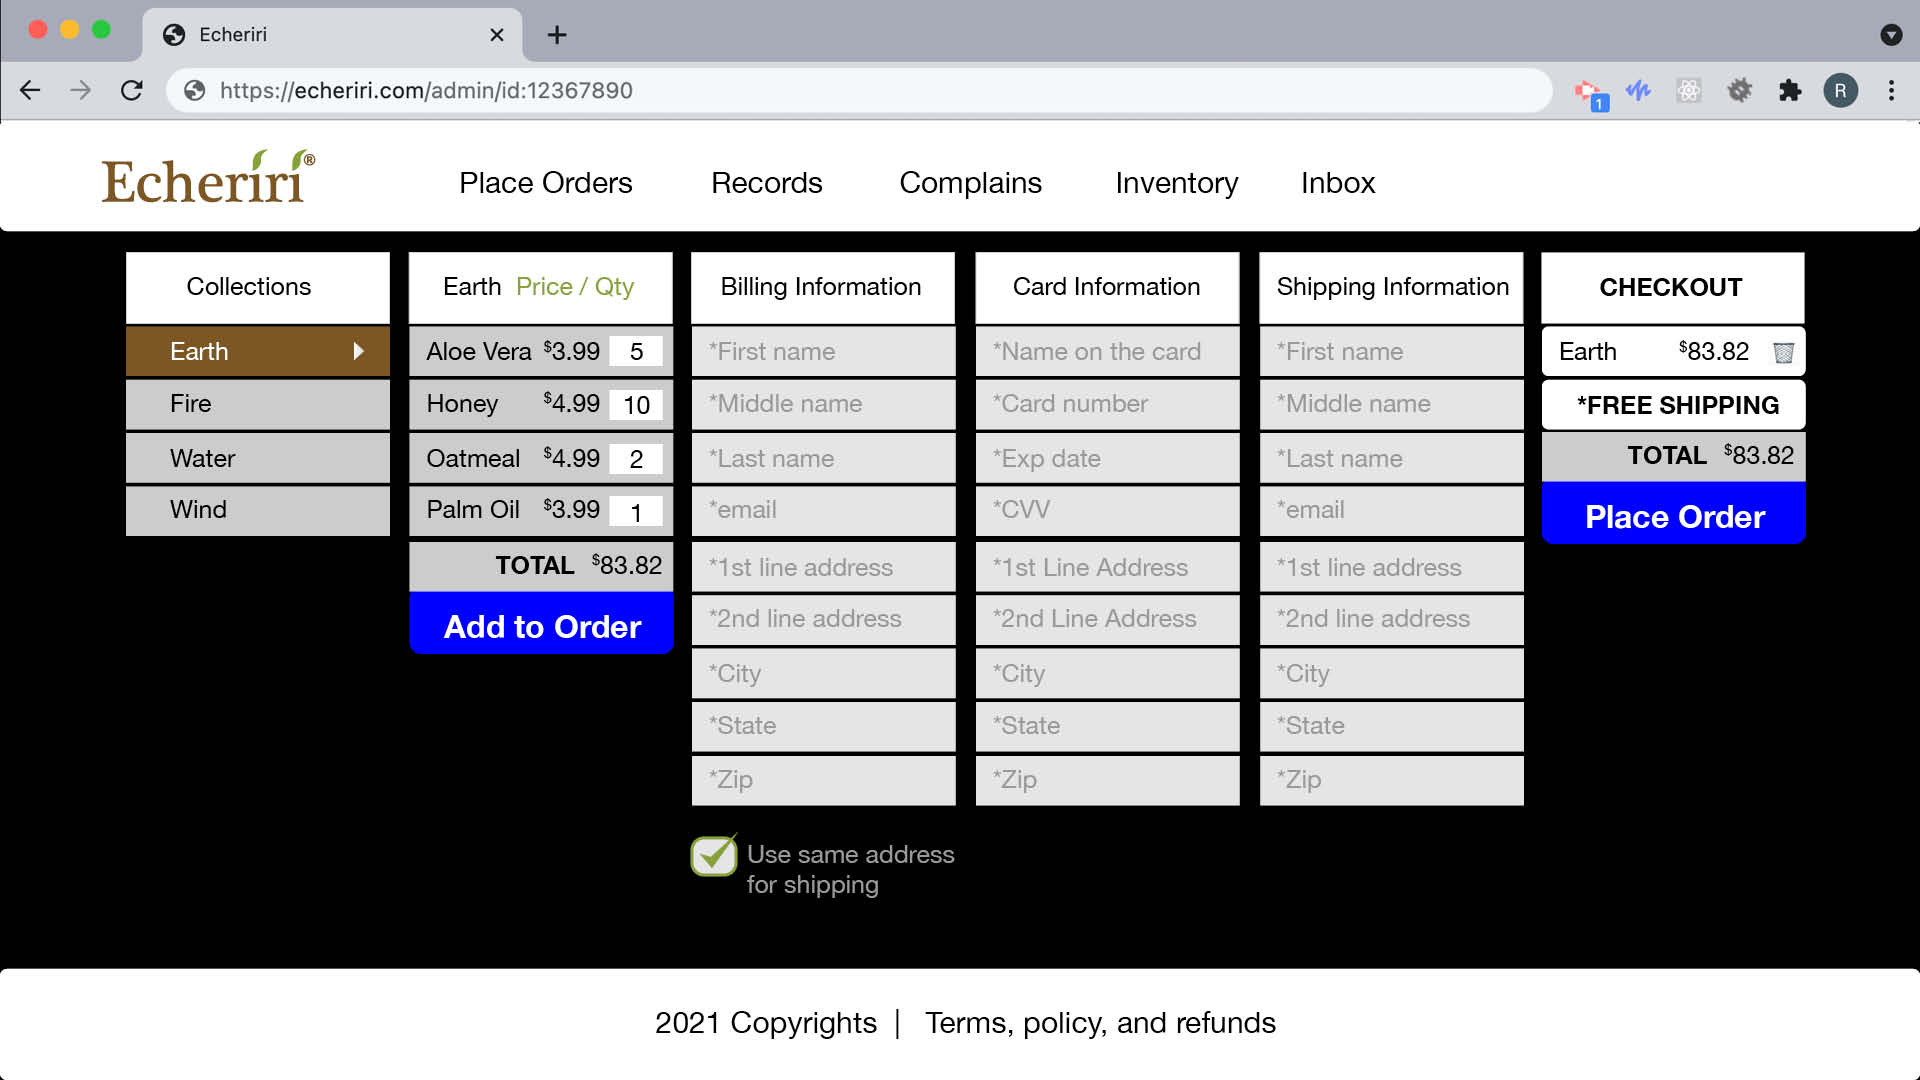 Echeriri
https://echeriri.com/admin/id:12367890
1
R
Echeriri®
Place Orders
Records
Complains
Inventory
Inbox
Collections
Earth
Fire
Water
Wind
Earth Price / Qty
Aloe Vera $3.99 5
Honey $4.99 10
Oatmeal $4.99 2
Palm Oil $3.99 1
TOTAL $83.82
Add to Order
Billing Information
*First name
*Middle name
*Last name
*email
*1st line address
*2nd line address
*City
*State
*Zip
Use same address
for shipping
Card Information
*Name on the card
*Card number
*Exp date
*CVV
*1st Line Address
*2nd Line Address
*City
*State
*Zip
Shipping Information
*First name
*Middle name
*Last name
*email
*1st line address
*2nd line address
*City
*State
*Zip
CHECKOUT
Earth $83.82
*FREE SHIPPING
TOTAL $83.82
Place Order
2021 Copyrights | Terms, policy, and refunds